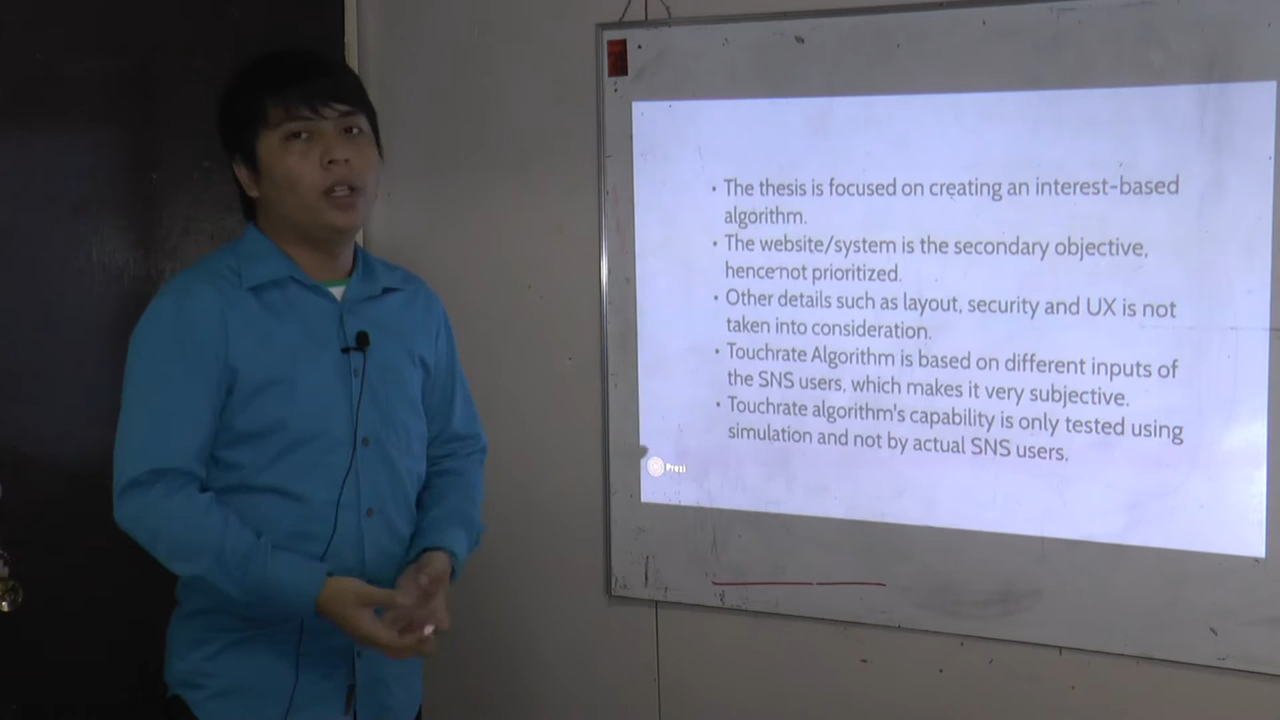 • The thesis is focused on creating an interest-based
algorithm.
• The website/system is the secondary objective,
hence not prioritized.
• Other details such as layout, security and UX is not
taken into consideration.
• Touchrate Algorithm is based on different inputs of
the SNS users, which makes it very subjective.
• Touchrate algorithm's capability is only tested using
simulation and not by actual SNS users.
Prezi